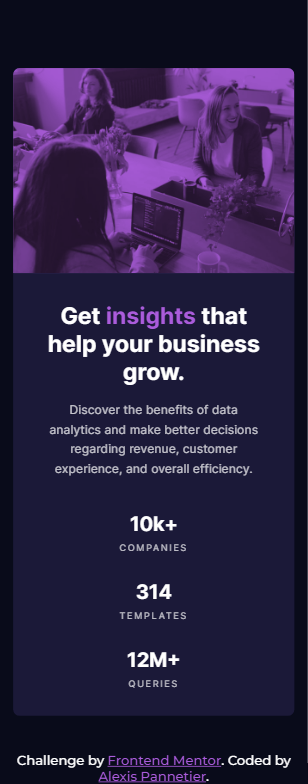 Get insights that
help your business
grow.
Discover the benefits of data
analytics and make better decisions
regarding revenue, customer
experience, and overall efficiency.
10k+
COMPANIES
314
TEMPLATES
12M+
QUERIES
Challenge by Frontend Mentor. Coded by
Alexis Pannetier.